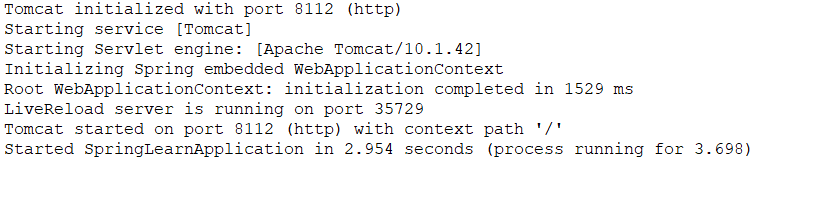 Tomcat initialized with port 8112 (http)
Starting service [Tomcat]
Starting Servlet engine: [Apache Tomcat/10.1.42]
Initializing Spring embedded WebApplicationContext
Root WebApplicationContext: initialization completed in 1529 ms
LiveReload server is running on port 35729
Tomcat started on port 8112 (http) with context path '/'
Started SpringLearnApplication in 2.954 seconds (process running for 3.698)